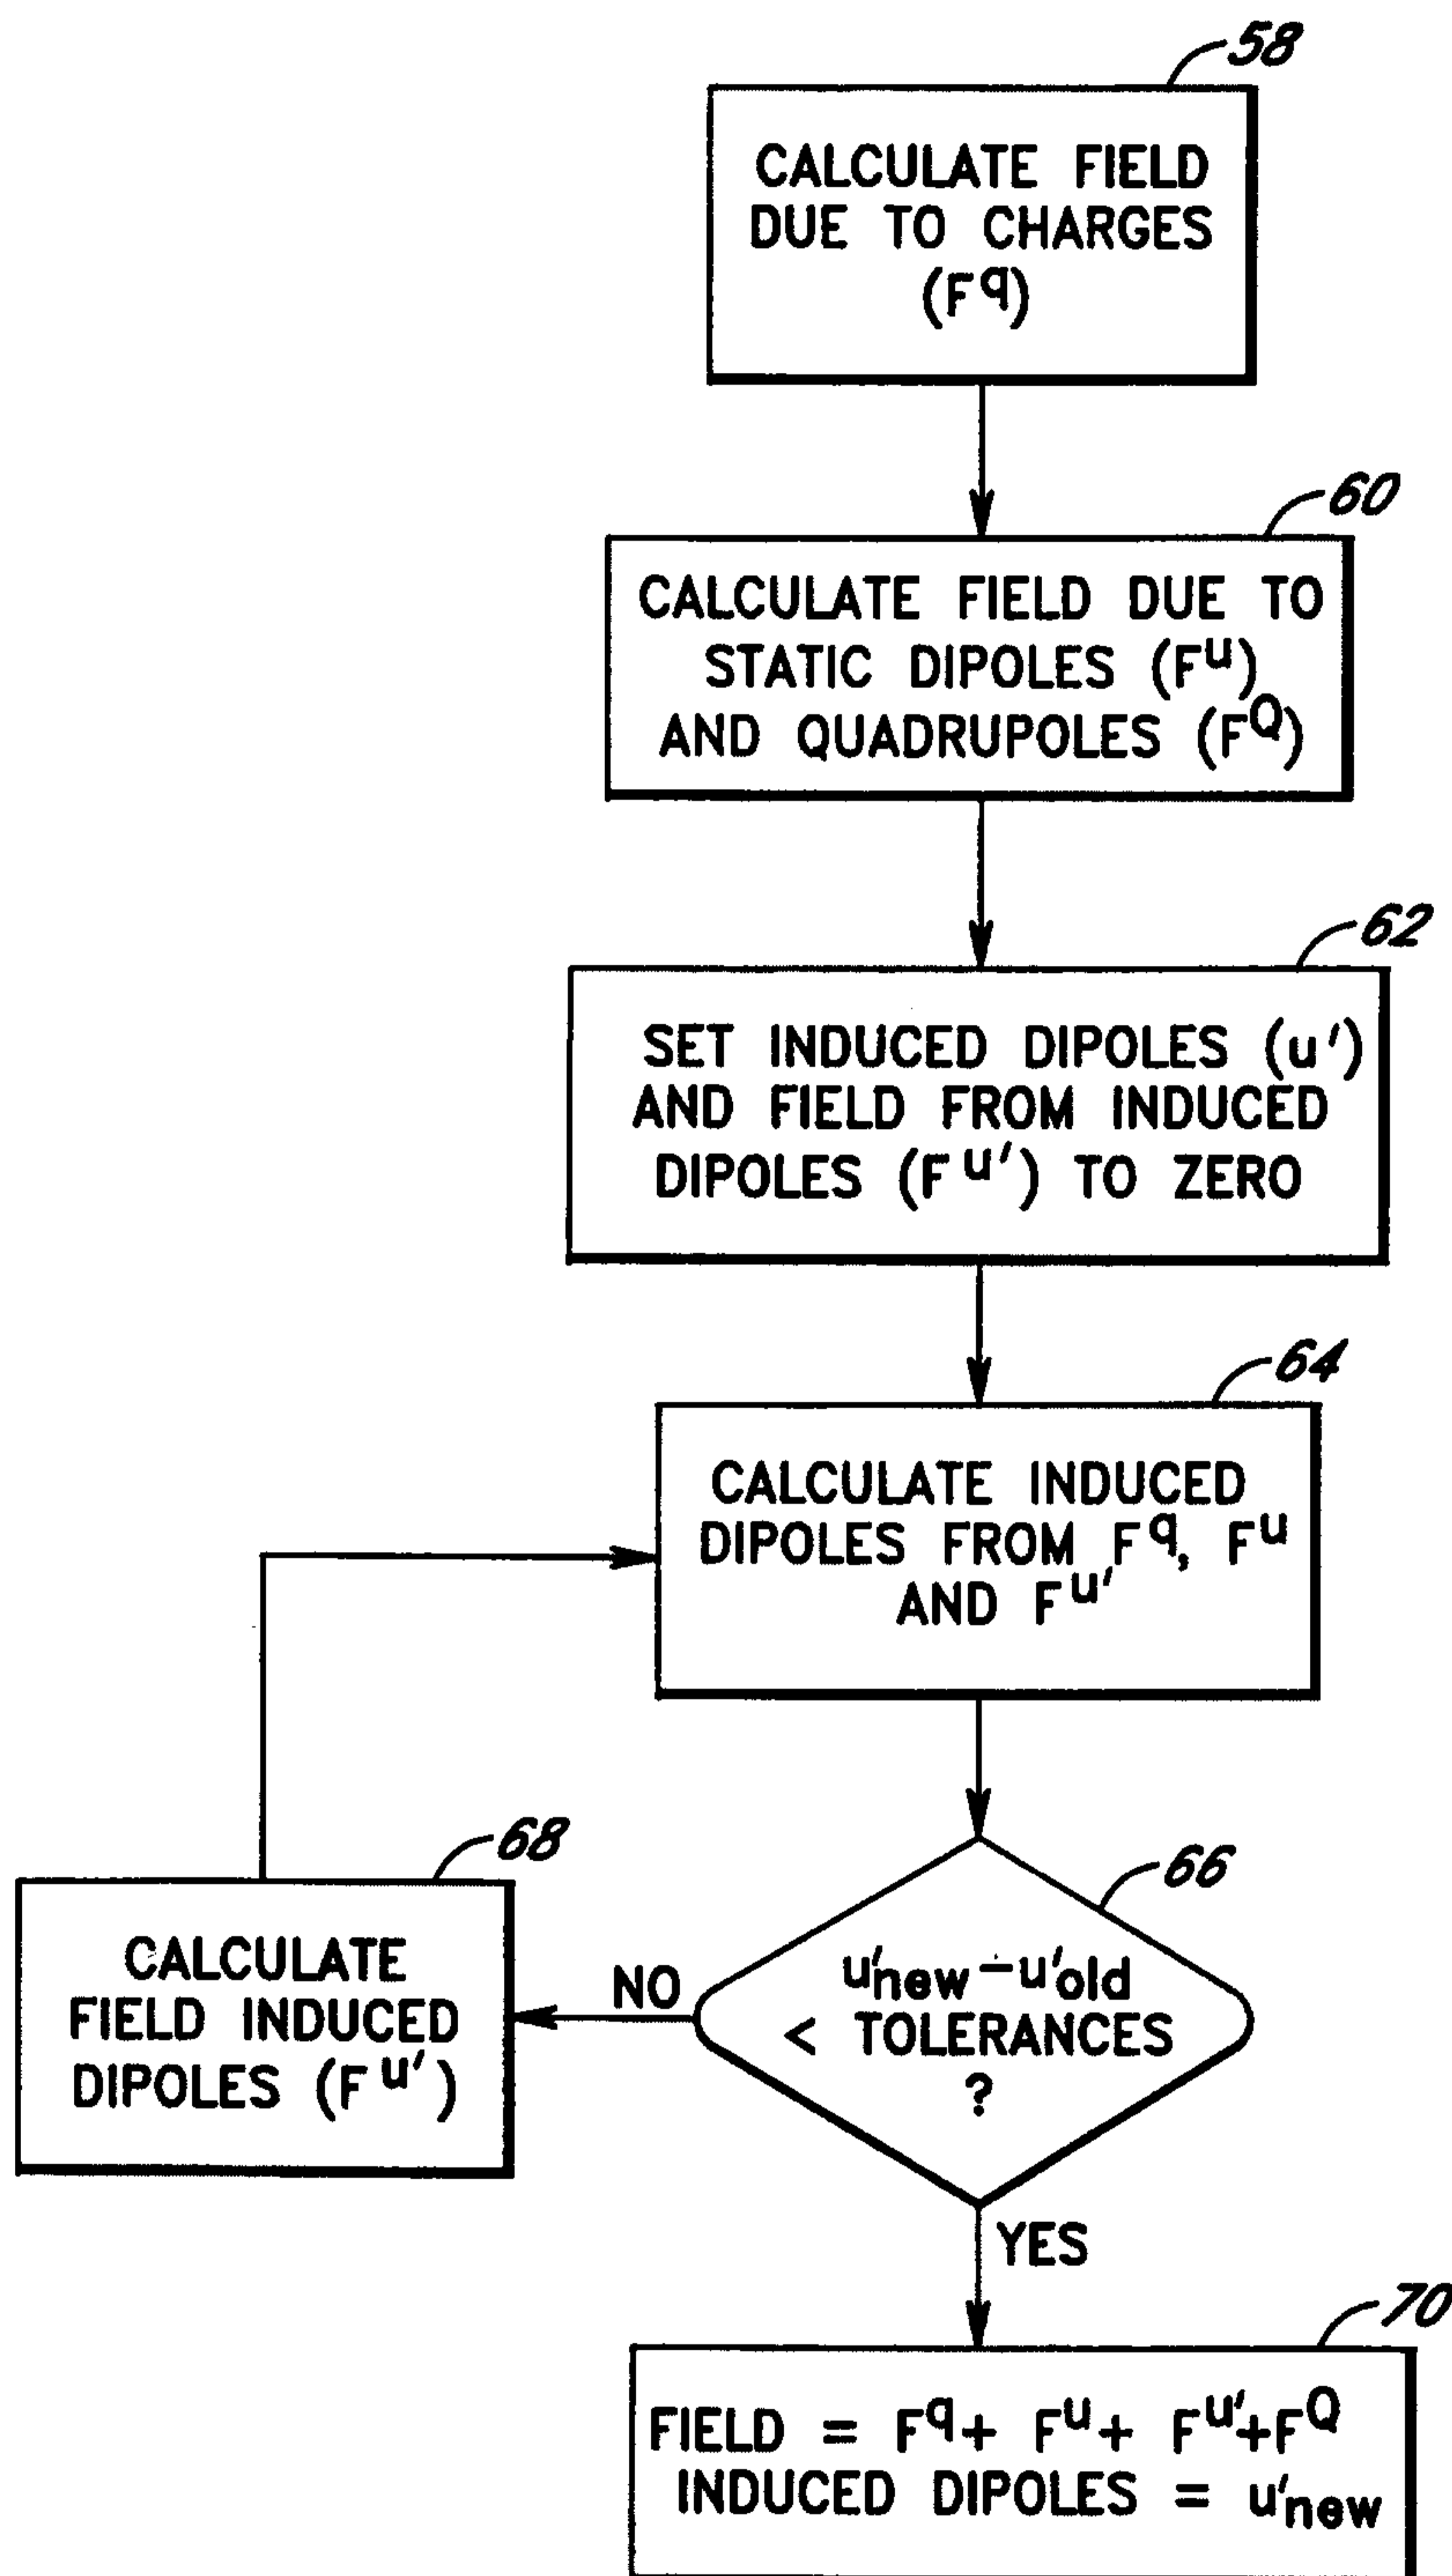 58
CALCULATE FIELD
DUE TO CHARGES
(F^q)
60
CALCULATE FIELD DUE TO
STATIC DIPOLES (F^u)
AND QUADRUPOLES (F^Q)
62
SET INDUCED DIPOLES (u')
AND FIELD FROM INDUCED
DIPOLES (F^u') TO ZERO
64
CALCULATE INDUCED
DIPOLES FROM F^q, F^u
AND F^u'
66
u'new - u'old
< TOLERANCES
?
NO
68
CALCULATE
FIELD INDUCED
DIPOLES (F^u')
YES
70
FIELD = F^q + F^u + F^u' + F^Q
INDUCED DIPOLES = u'new